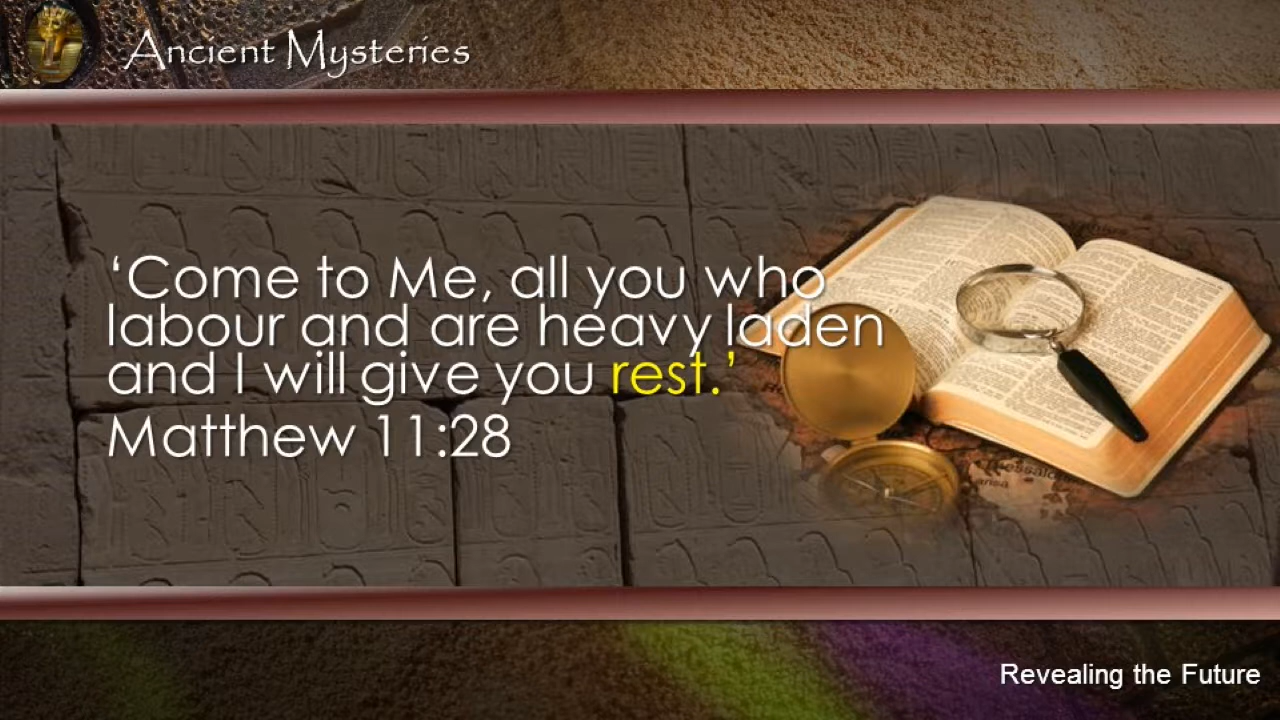 Ancient Mysteries
‘Come to Me, all you who
labour and are heavy laden
and I will give you rest.’
Matthew 11:28
Revealing the Future